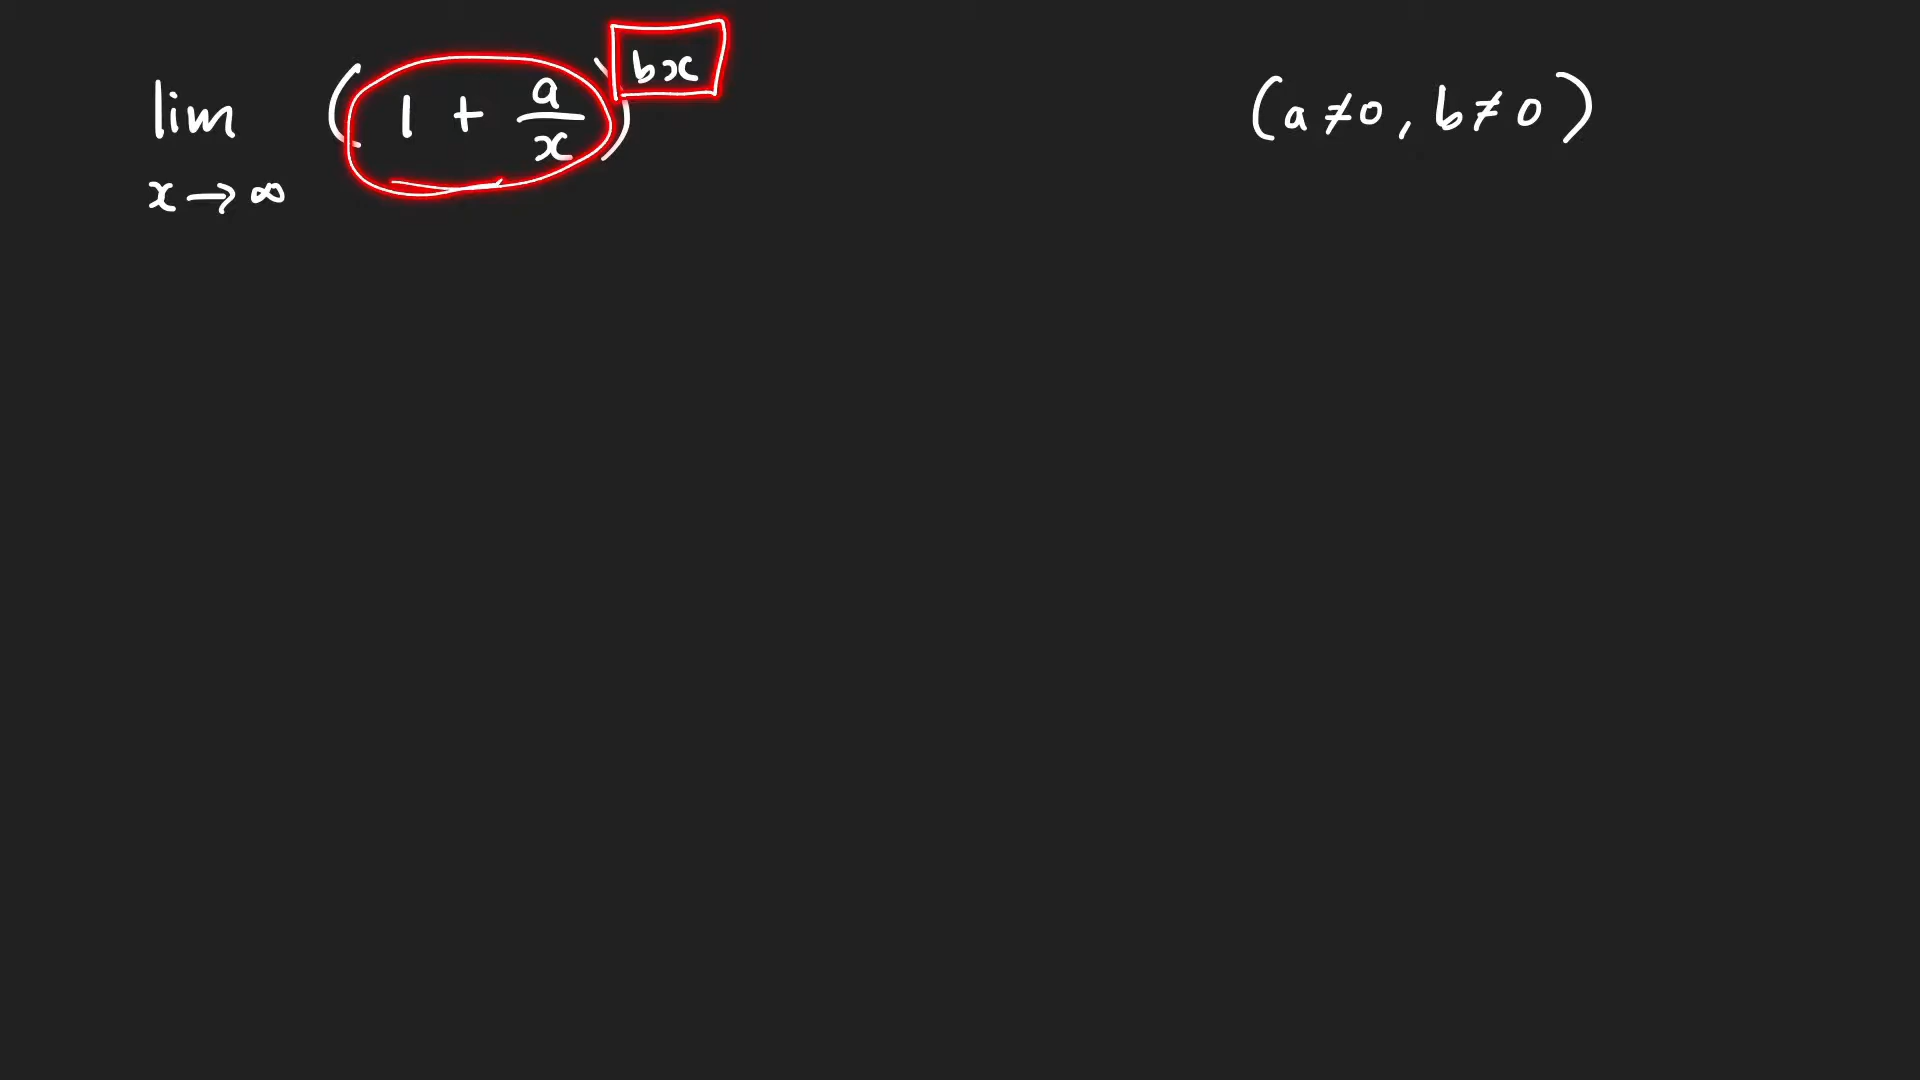 lim (1 + a/x)^bx (a≠0, b≠0)
x→∞